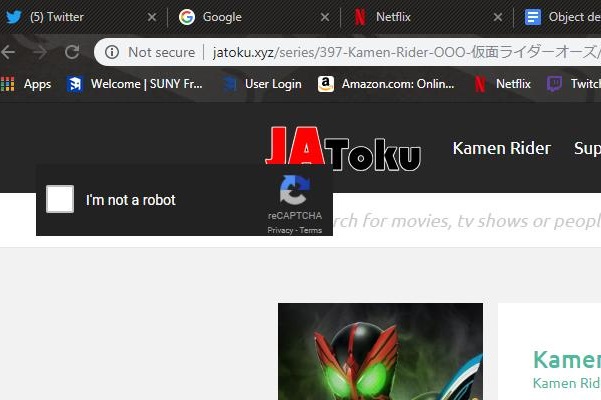 (5) Twitter
Google
Netflix
Object de
Not secure
jatoku.xyz/series/397-Kamen-Rider-OOO-仮面ライダーオーズ/
Apps
Welcome | SUNY Fr...
User Login
Amazon.com: Onlin...
Netflix
Twitch
JAToku
Kamen Rider
Sup
I'm not a robot
reCAPTCHA
Privacy - Terms
rch for movies, tv shows or people
Kamen
Kamen Rid